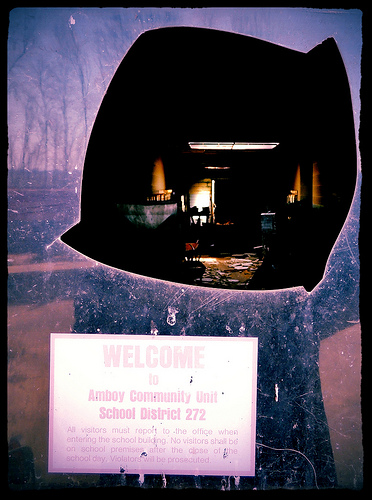 WELCOME
to
Amboy Community Unit
School District 272
All visitors must report to the office when
entering the school building. No visitors shall be
on school premises after the close of the
school day. Violators will be prosecuted.